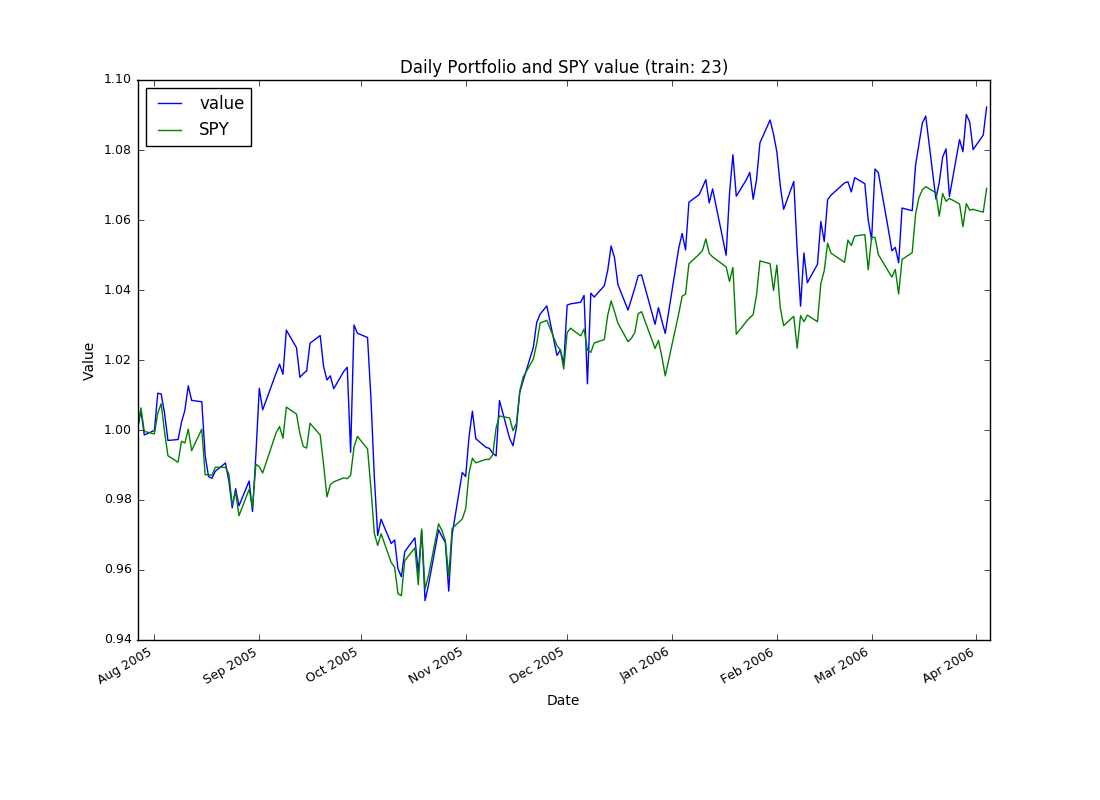 Daily Portfolio and SPY value (train: 23)
1.10
1.08
1.06
1.04
1.02
1.00
0.98
0.96
0.94
Value
value
SPY
Aug 2005
Sep 2005
Oct 2005
Nov 2005
Dec 2005
Jan 2006
Feb 2006
Mar 2006
Apr 2006
Date